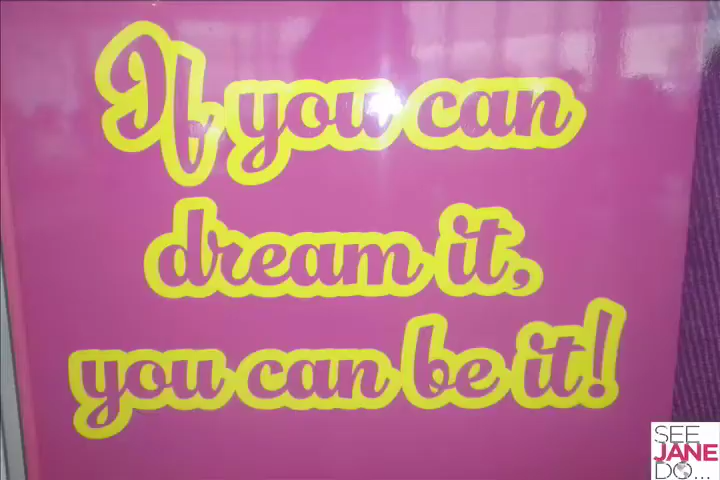 If you can
dream it,
you can be it!
SEE
JANE
DO...